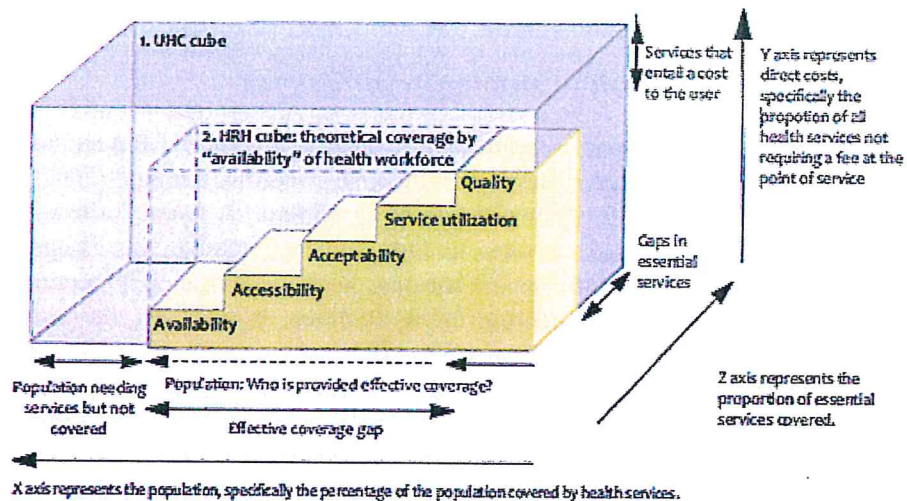 1. UHC cube
Services that
entail a cost
to the user
Y axis represents
direct costs,
specifically the
propotion of all
health services not
requiring a fee at the
point of service
2. HRH cube: theoretical coverage by
"availability" of health workforce
Quality
Service utilization
Acceptability
Accessibility
Availability
Gaps in
essential
services
Population needing
services but not
covered
Population: Who is provided effective coverage?
Effective coverage gap
Z axis represents the
proportion of essential
services covered.
X axis represents the population, specifically the percentage of the population covered by health services.